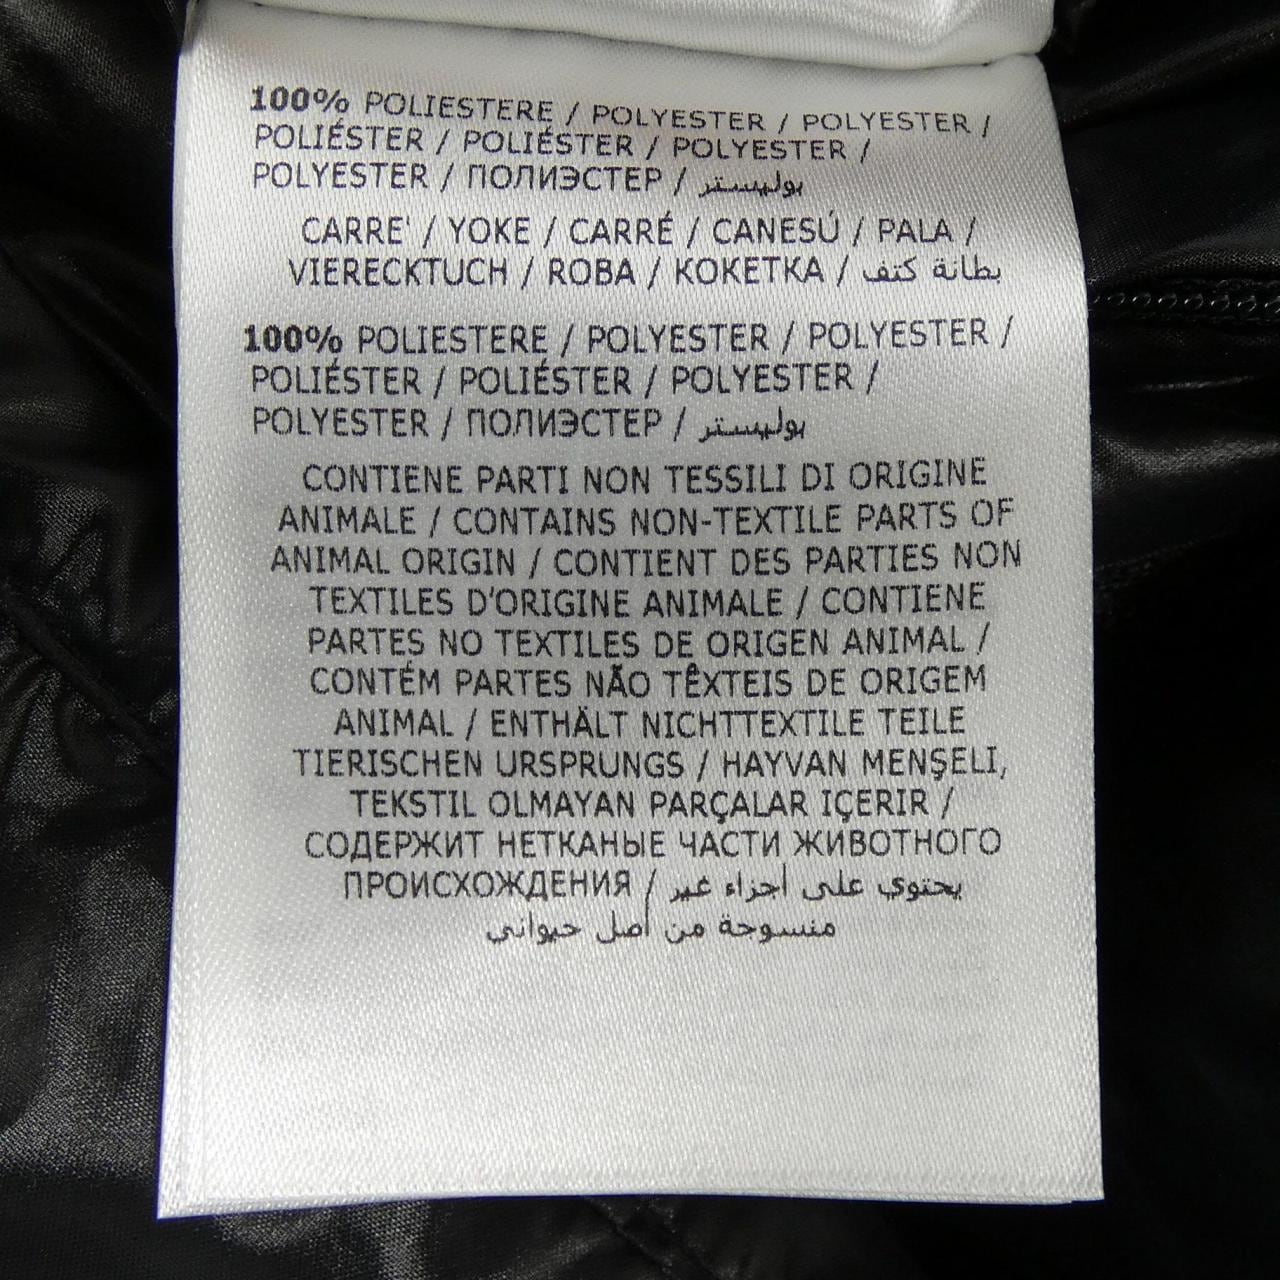 100% POLIESTERE / POLYESTER / POLYESTER /
POLIÉSTER / POLIÉSTER / POLYESTER /
POLYESTER / ПОЛИЭСТЕР / بوليستر
CARRE' / YOKE / CARRÉ / CANESÚ / PALA /
VIERECKTUCH / ROBA / КОКЕТКА / بطانة كتف
100% POLIESTERE / POLYESTER / POLYESTER /
POLIÉSTER / POLIÉSTER / POLYESTER /
POLYESTER / ПОЛИЭСТЕР / بوليستر
CONTIENE PARTI NON TESSILI DI ORIGINE
ANIMALE / CONTAINS NON-TEXTILE PARTS OF
ANIMAL ORIGIN / CONTIENT DES PARTIES NON
TEXTILES D'ORIGINE ANIMALE / CONTIENE
PARTES NO TEXTILES DE ORIGEN ANIMAL /
CONTÉM PARTES NÃO TÊXTEIS DE ORIGEM
ANIMAL / ENTHÄLT NICHTTEXTILE TEILE
TIERISCHEN URSPRUNGS / HAYVAN MENŞELI,
TEKSTIL OLMAYAN PARÇALAR IÇERIR /
СОДЕРЖИТ НЕТКАНЫЕ ЧАСТИ ЖИВОТНОГО
ПРОИСХОЖДЕНИЯ / يحتوي على أجزاء غير
منسوجة من أصل حيواني